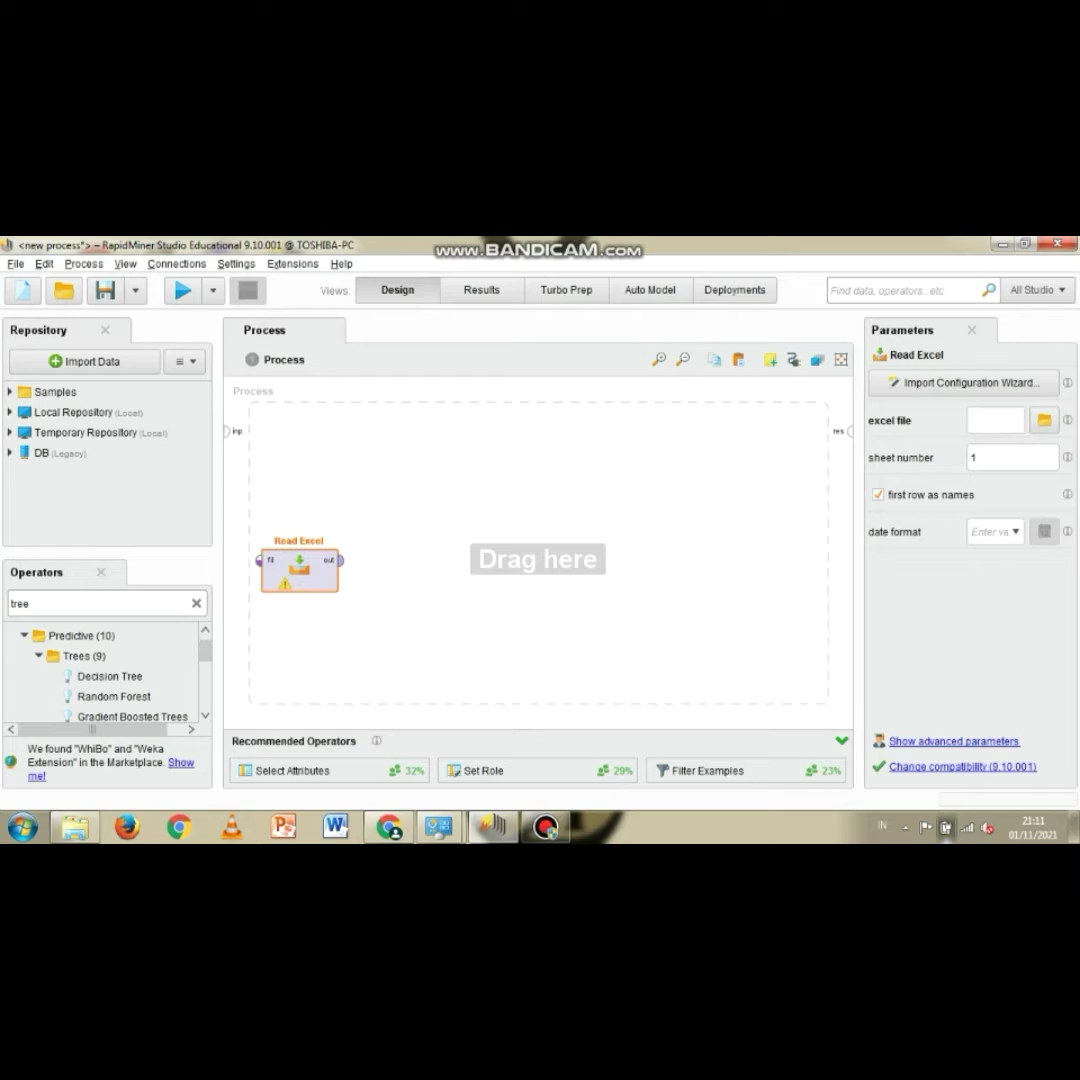 <new process*> – RapidMiner Studio Educational 9.10.001 @ TOSHIBA-PC
www.BANDICAM.com
File Edit Process View Connections Settings Extensions Help
Views: Design Results Turbo Prep Auto Model Deployments
Find data, operators...etc
All Studio
Repository
Import Data
Samples
Local Repository (Local)
Temporary Repository (Local)
DB (Legacy)
Operators
tree
Predictive (10)
Trees (9)
Decision Tree
Random Forest
Gradient Boosted Trees
We found "WhiBo" and "Weka
Extension" in the Marketplace. Show
me!
Process
Process
Process
inp
res
Read Excel
fil
out
Drag here
Recommended Operators
Select Attributes 32%
Set Role 29%
Filter Examples 23%
Parameters
Read Excel
Import Configuration Wizard...
excel file
sheet number 1
first row as names
date format Enter va
Show advanced parameters
Change compatibility (9.10.001)
IN
21:11
01/11/2021